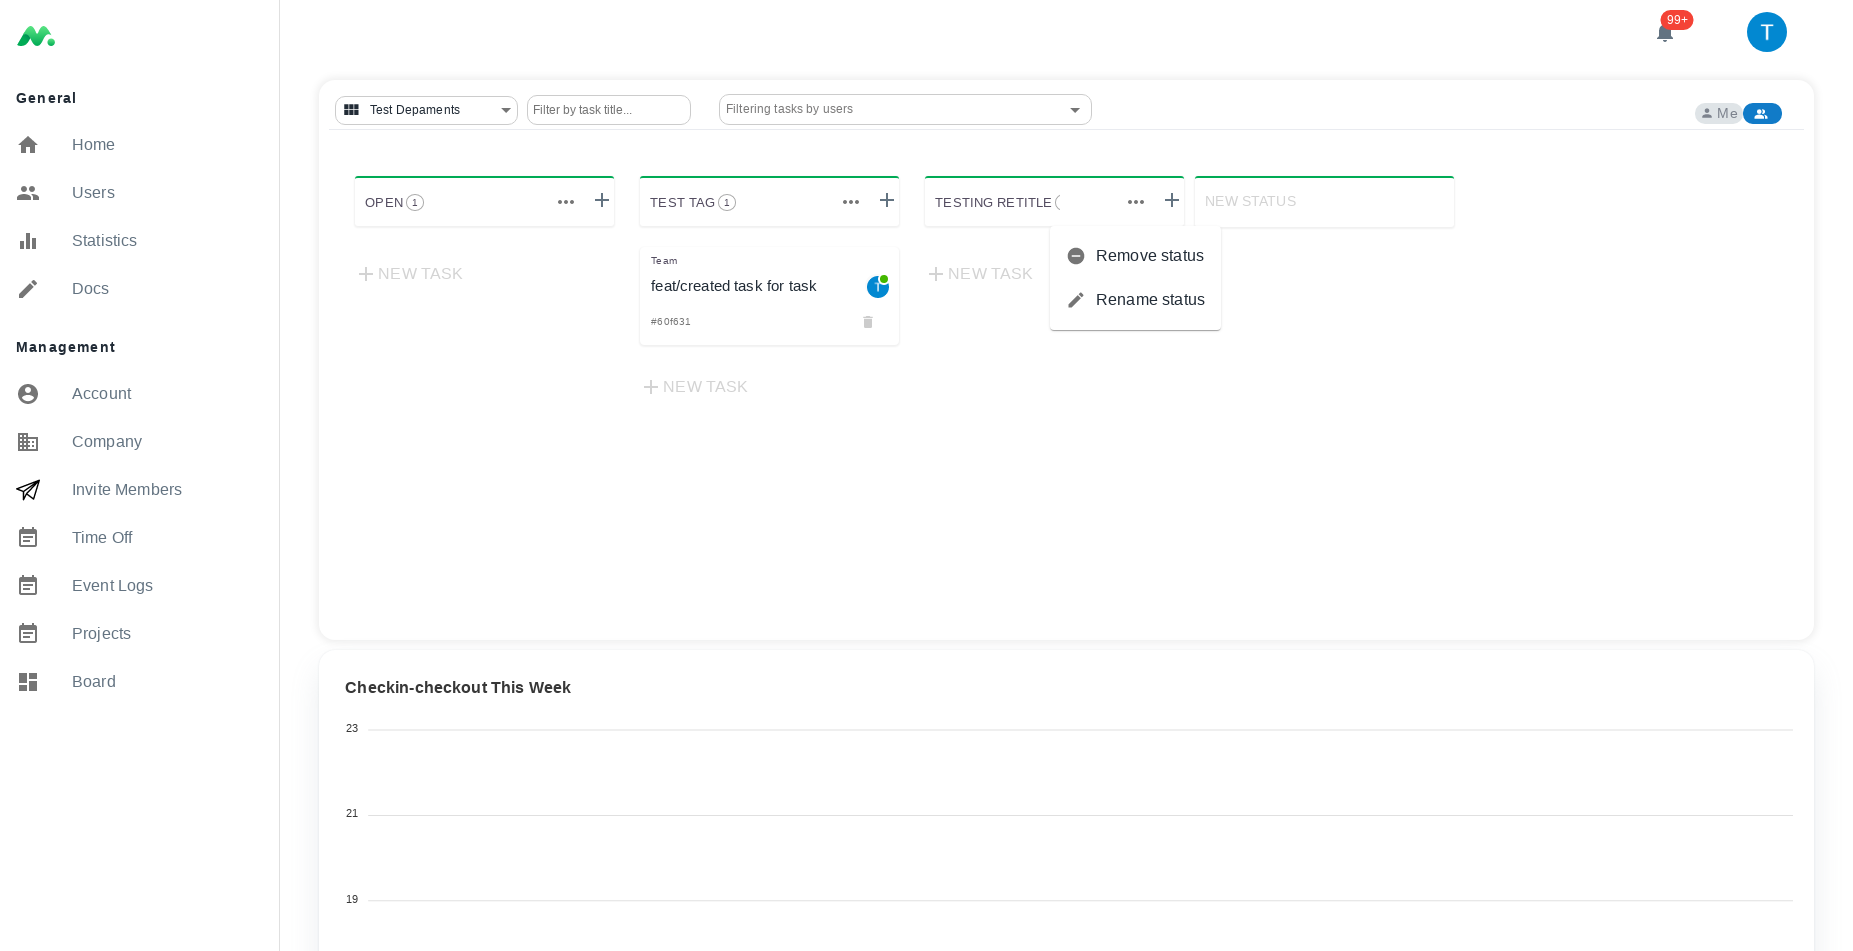 General
Home
Users
Statistics
Docs
Management
Account
Company
Invite Members
Time Off
Event Logs
Projects
Board
99+
T
Test Depaments
Filter by task title...
Filtering tasks by users
Me
OPEN 1
NEW TASK
TEST TAG 1
Team
feat/created task for task
T
#60f631
NEW TASK
TESTING RETITLE
NEW TASK
Remove status
Rename status
NEW STATUS
Checkin-checkout This Week
23
21
19